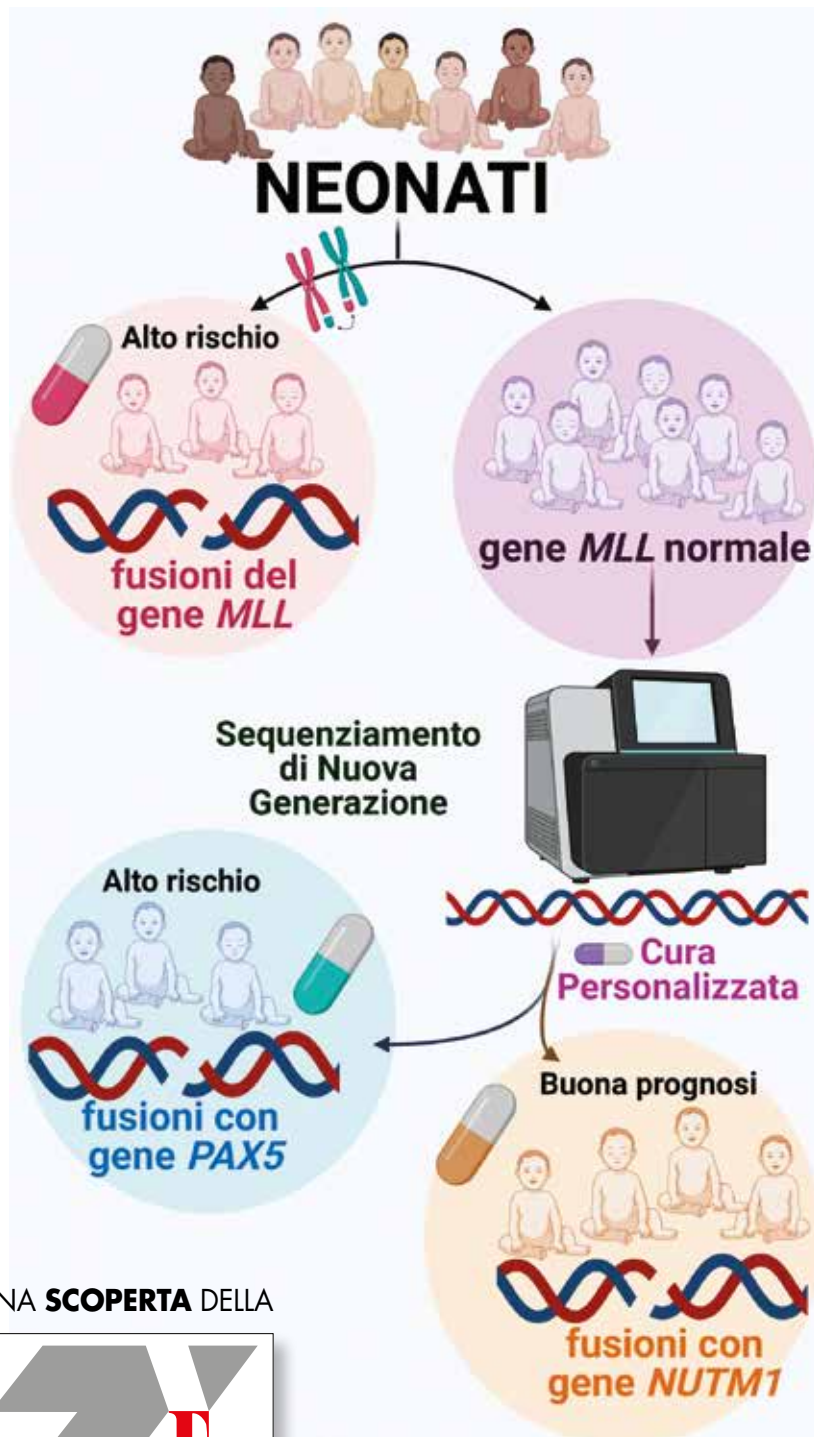 NEONATI
Alto rischio
fusioni del
gene MLL
gene MLL normale
Sequenziamento
di Nuova
Generazione
Cura
Personalizzata
Alto rischio
fusioni con
gene PAX5
Buona prognosi
fusioni con
gene NUTM1
SCOPERTA DELLA